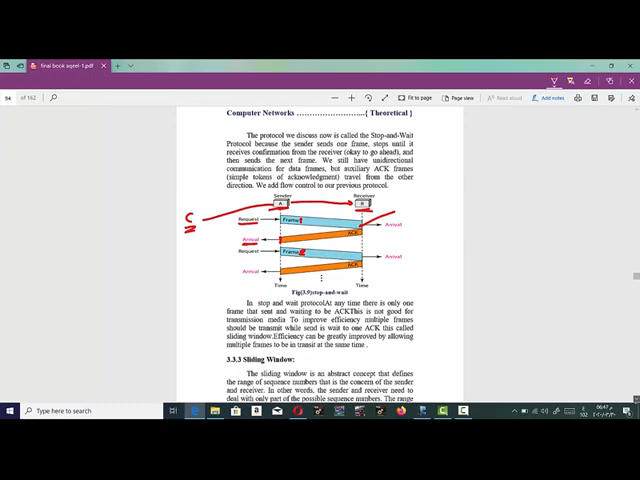 final book aqeel-1.pdf
94 of 162
Fit to page
Page view
Read aloud
Add notes
Computer Networks ........................{ Theoretical }
The protocol we discuss now is called the Stop-and-Wait
Protocol because the sender sends one frame, stops until it
receives confirmation from the receiver (okay to go ahead), and
and then sends the next frame. We still have unidirectional
communication for data frames, but auxiliary ACK frames
(simple tokens of acknowledgment) travel from the other
direction. We add flow control to our previous protocol.
Sender
Receiver
A
B
C
Request
Frame 1
Arrival
Arrival
ACK
Request
Frame 2
Arrival
Arrival
ACK
Time
Time
Fig(3.9)stop-and-wait
In stop and wait protocolAt any time there is only one
frame that sent and waiting to be ACKThis is not good for
transmission media To improve efficiency multiple frames
should be transmit while send is wait to one ACK this called
sliding window.Efficiency can be greatly improved by allowing
multiple frames to be in transit at the same time .
3.3.3 Sliding Window:
The sliding window is an abstract concept that defines
the range of sequence numbers that is the concern of the sender
and receiver. In other words, the sender and receiver need to
deal with only part of the possible sequence numbers. The range
Type here to search